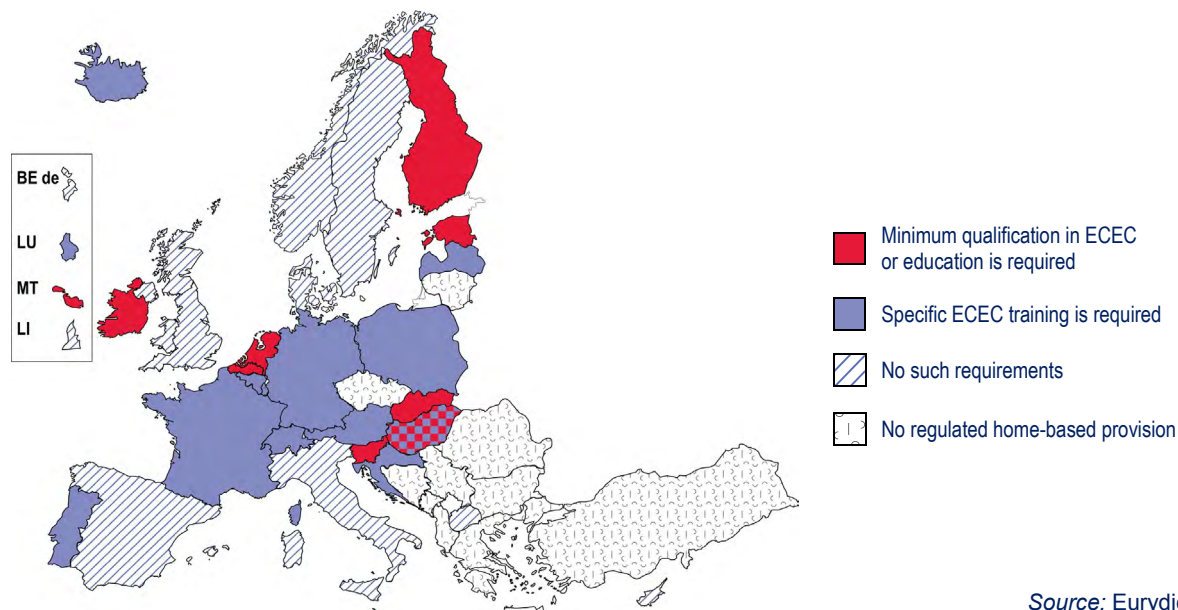 BE de
LU
MT
LI
Minimum qualification in ECEC
or education is required
Specific ECEC training is required
No such requirements
No regulated home-based provision
Source: Eurydic